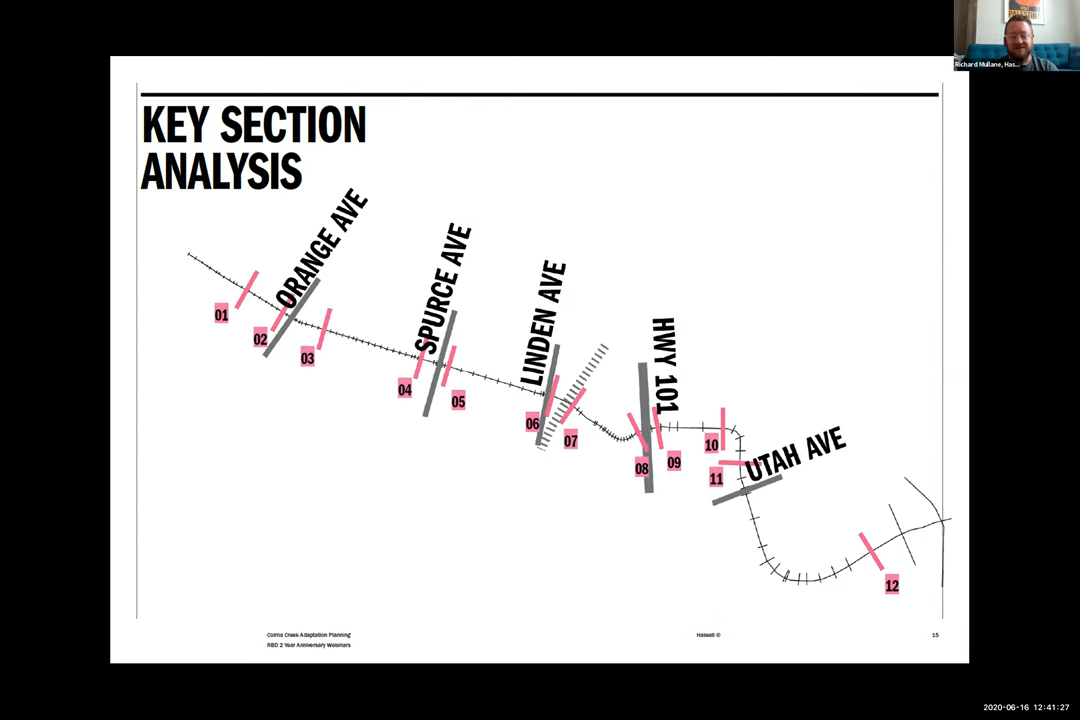 KEY SECTION
ANALYSIS
ORANGE AVE
SPURCE AVE
LINDEN AVE
HWY 101
UTAH AVE
01
02
03
04
05
06
07
08
09
10
11
12
Colma Creek Adaptation Planning
RBD 2 Year Anniversary Webinars
Hassell ©
15
PALESTINE
Richard Mullane, Has...
2020-06-16 12:41:27